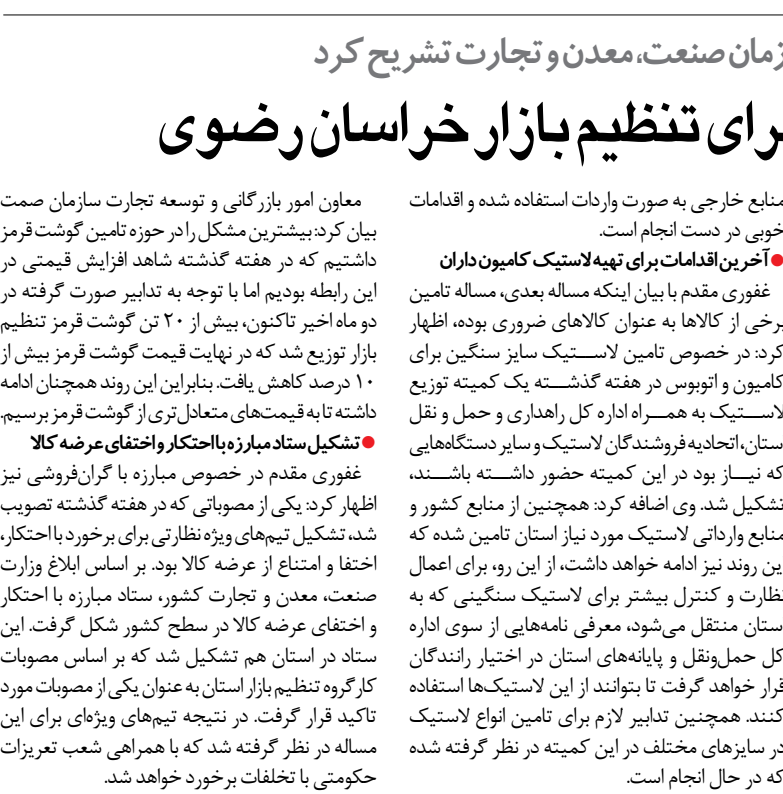 زمان صنعت، معدن و تجارت تشریح کرد
برای تنظیم بازار خراسان رضوی
منابع خارجی به صورت واردات استفاده شده و اقدامات
خوبی در دست انجام است.
● آخرین اقدامات برای تهیه لاستیک کامیون داران
غفوری مقدم با بیان اینکه مساله بعدی، مساله تامین
برخی از کالاها به عنوان کالاهای ضروری بوده، اظهار
کرد: در خصوص تامین لاستیک سایز سنگین برای
کامیون و اتوبوس در هفته گذشته یک کمیته توزیع
لاستیک به همراه اداره کل راهداری و حمل و نقل
ستان، اتحادیه فروشندگان لاستیک و سایر دستگاه‌هایی
که نیاز بود در این کمیته حضور داشته باشند،
تشکیل شد. وی اضافه کرد: همچنین از منابع کشور و
منابع وارداتی لاستیک مورد نیاز استان تامین شده که
ین روند نیز ادامه خواهد داشت، از این رو، برای اعمال
نظارت و کنترل بیشتر برای لاستیک سنگینی که به
ستان منتقل می‌شود، معرفی نامه‌هایی از سوی اداره
کل حمل‌ونقل و پایانه‌های استان در اختیار رانندگان
قرار خواهد گرفت تا بتوانند از این لاستیک‌ها استفاده
کنند. همچنین تدابیر لازم برای تامین انواع لاستیک
در سایزهای مختلف در این کمیته در نظر گرفته شده
که در حال انجام است.
معاون امور بازرگانی و توسعه تجارت سازمان صمت
بیان کرد: بیشترین مشکل را در حوزه تامین گوشت قرمز
داشتیم که در هفته گذشته شاهد افزایش قیمتی در
این رابطه بودیم اما با توجه به تدابیر صورت گرفته در
دو ماه اخیر تاکنون، بیش از ۲۰ تن گوشت قرمز تنظیم
بازار توزیع شد که در نهایت قیمت گوشت قرمز بیش از
۱۰ درصد کاهش یافت. بنابراین این روند همچنان ادامه
داشته تا به قیمت‌های متعادل‌تری از گوشت قرمز برسیم.
● تشکیل ستاد مبارزه با احتکار و اختفای عرضه کالا
غفوری مقدم در خصوص مبارزه با گران‌فروشی نیز
اظهار کرد: یکی از مصوباتی که در هفته گذشته تصویب
شد، تشکیل تیم‌های ویژه نظارتی برای برخورد با احتکار،
اختفا و امتناع از عرضه کالا بود. بر اساس ابلاغ وزارت
صنعت، معدن و تجارت کشور، ستاد مبارزه با احتکار
و اختفای عرضه کالا در سطح کشور شکل گرفت. این
ستاد در استان هم تشکیل شد که بر اساس مصوبات
کارگروه تنظیم بازار استان به عنوان یکی از مصوبات مورد
تاکید قرار گرفت. در نتیجه تیم‌های ویژه‌ای برای این
مساله در نظر گرفته شد که با همراهی شعب تعزیرات
حکومتی با تخلفات برخورد خواهد شد.